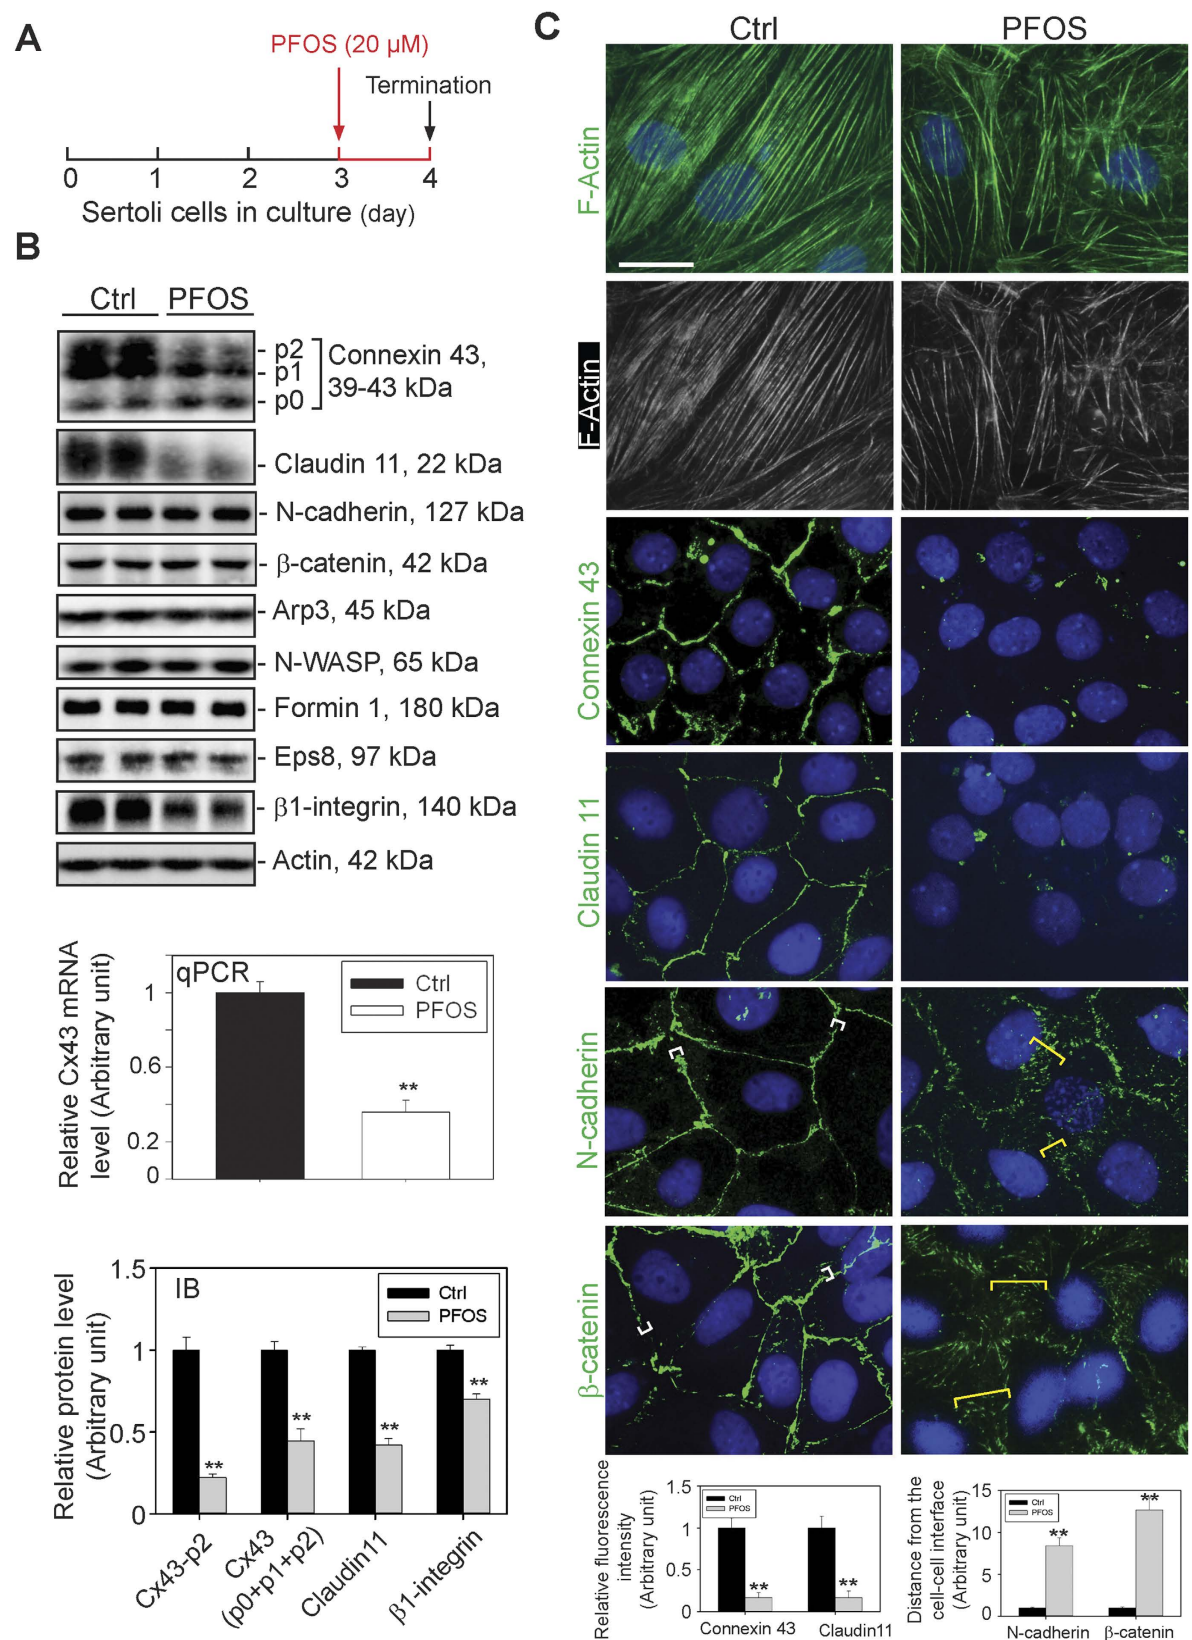 A
PFOS (20 µM)
Termination
0 1 2 3 4
Sertoli cells in culture (day)
B
Ctrl PFOS
p2
p1
p0
Connexin 43,
39-43 kDa
Claudin 11, 22 kDa
N-cadherin, 127 kDa
β-catenin, 42 kDa
Arp3, 45 kDa
N-WASP, 65 kDa
Formin 1, 180 kDa
Eps8, 97 kDa
β1-integrin, 140 kDa
Actin, 42 kDa
Relative Cx43 mRNA
level (Arbitrary unit)
qPCR
Ctrl
PFOS
1
0.6
0.2
0
**
Relative protein level
(Arbitrary unit)
IB
Ctrl
PFOS
1.5
1
0.5
0
**
**
**
**
Cx43-p2
Cx43
(p0+p1+p2)
Claudin11
β1-integrin
C
Ctrl PFOS
F-Actin
F-Actin
Connexin 43
Claudin 11
N-cadherin
β-catenin
Relative fluorescence
intensity
(Arbitrary unit)
1.5
1
0.5
0
Ctrl
PFOS
**
**
Connexin 43 Claudin11
Distance from the
cell-cell interface
(Arbitrary unit)
15
10
5
0
Ctrl
PFOS
**
**
N-cadherin β-catenin